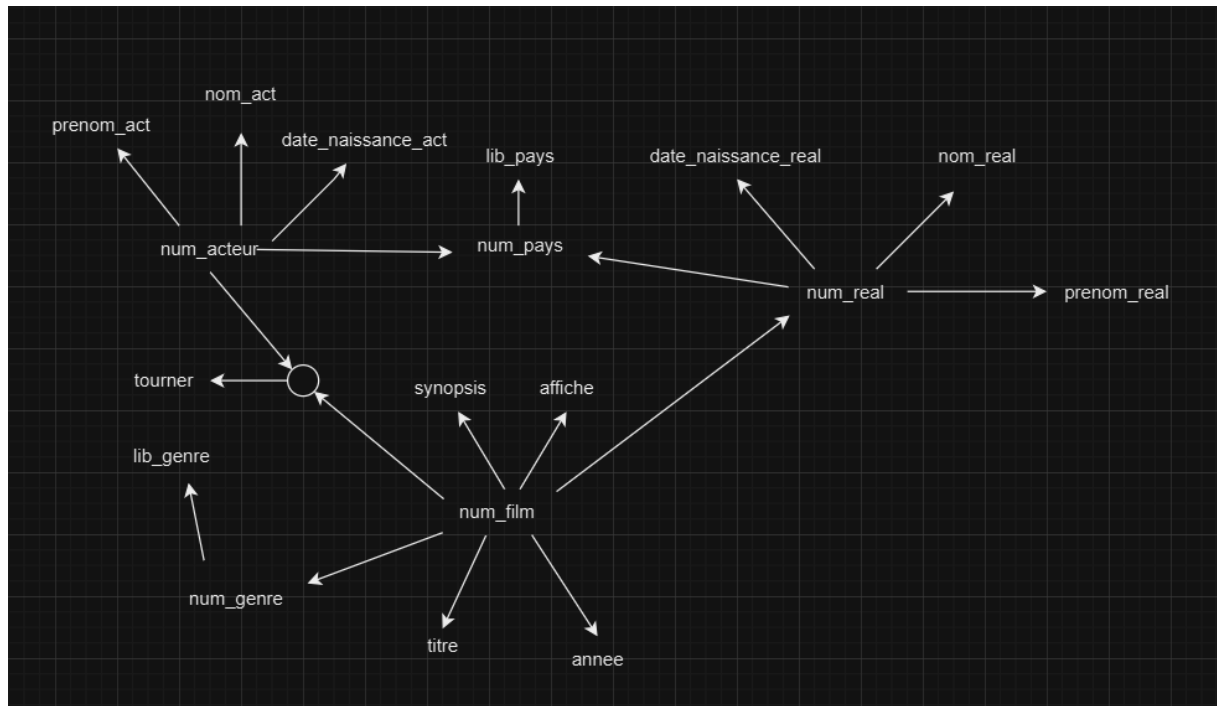 nom_act
prenom_act
date_naissance_act
lib_pays
date_naissance_real
nom_real
num_acteur
num_pays
num_real
prenom_real
tourner
synopsis
affiche
lib_genre
num_film
num_genre
titre
annee